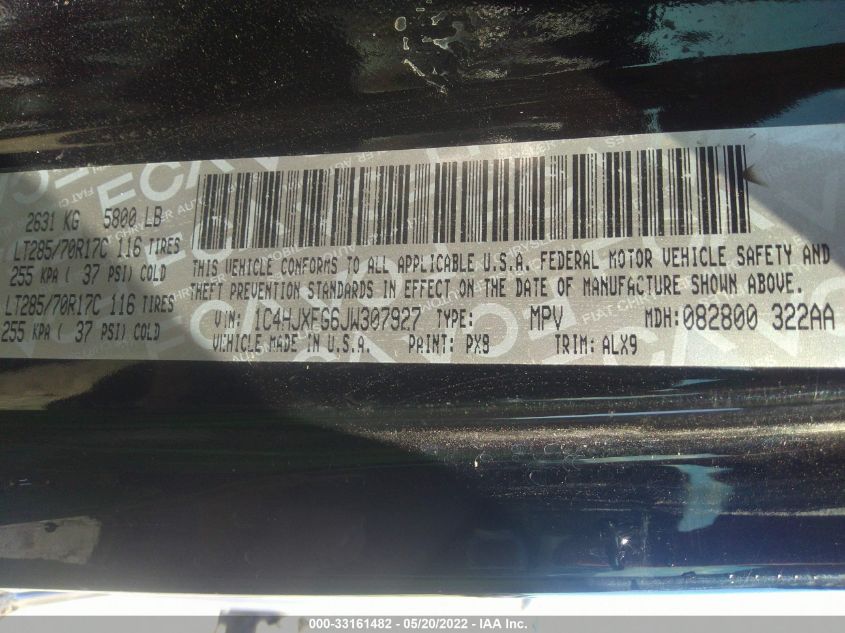 2631 KG 5800 LB
LT285/70R17C 116 TIRES
255 KPA ( 37 PSI) COLD
LT285/70R17C 116 TIRES
255 KPA ( 37 PSI) COLD
THIS VEHICLE CONFORMS TO ALL APPLICABLE U.S.A. FEDERAL MOTOR VEHICLE SAFETY AND
THEFT PREVENTION STANDARDS IN EFFECT ON THE DATE OF MANUFACTURE SHOWN ABOVE.
VIN: 1C4HJXFG6JW307927 TYPE: MPV MDH:082800 322AA
VEHICLE MADE IN U.S.A. PAINT: PX9 TRIM: ALX9
000-33161482 - 05/20/2022 - IAA Inc.